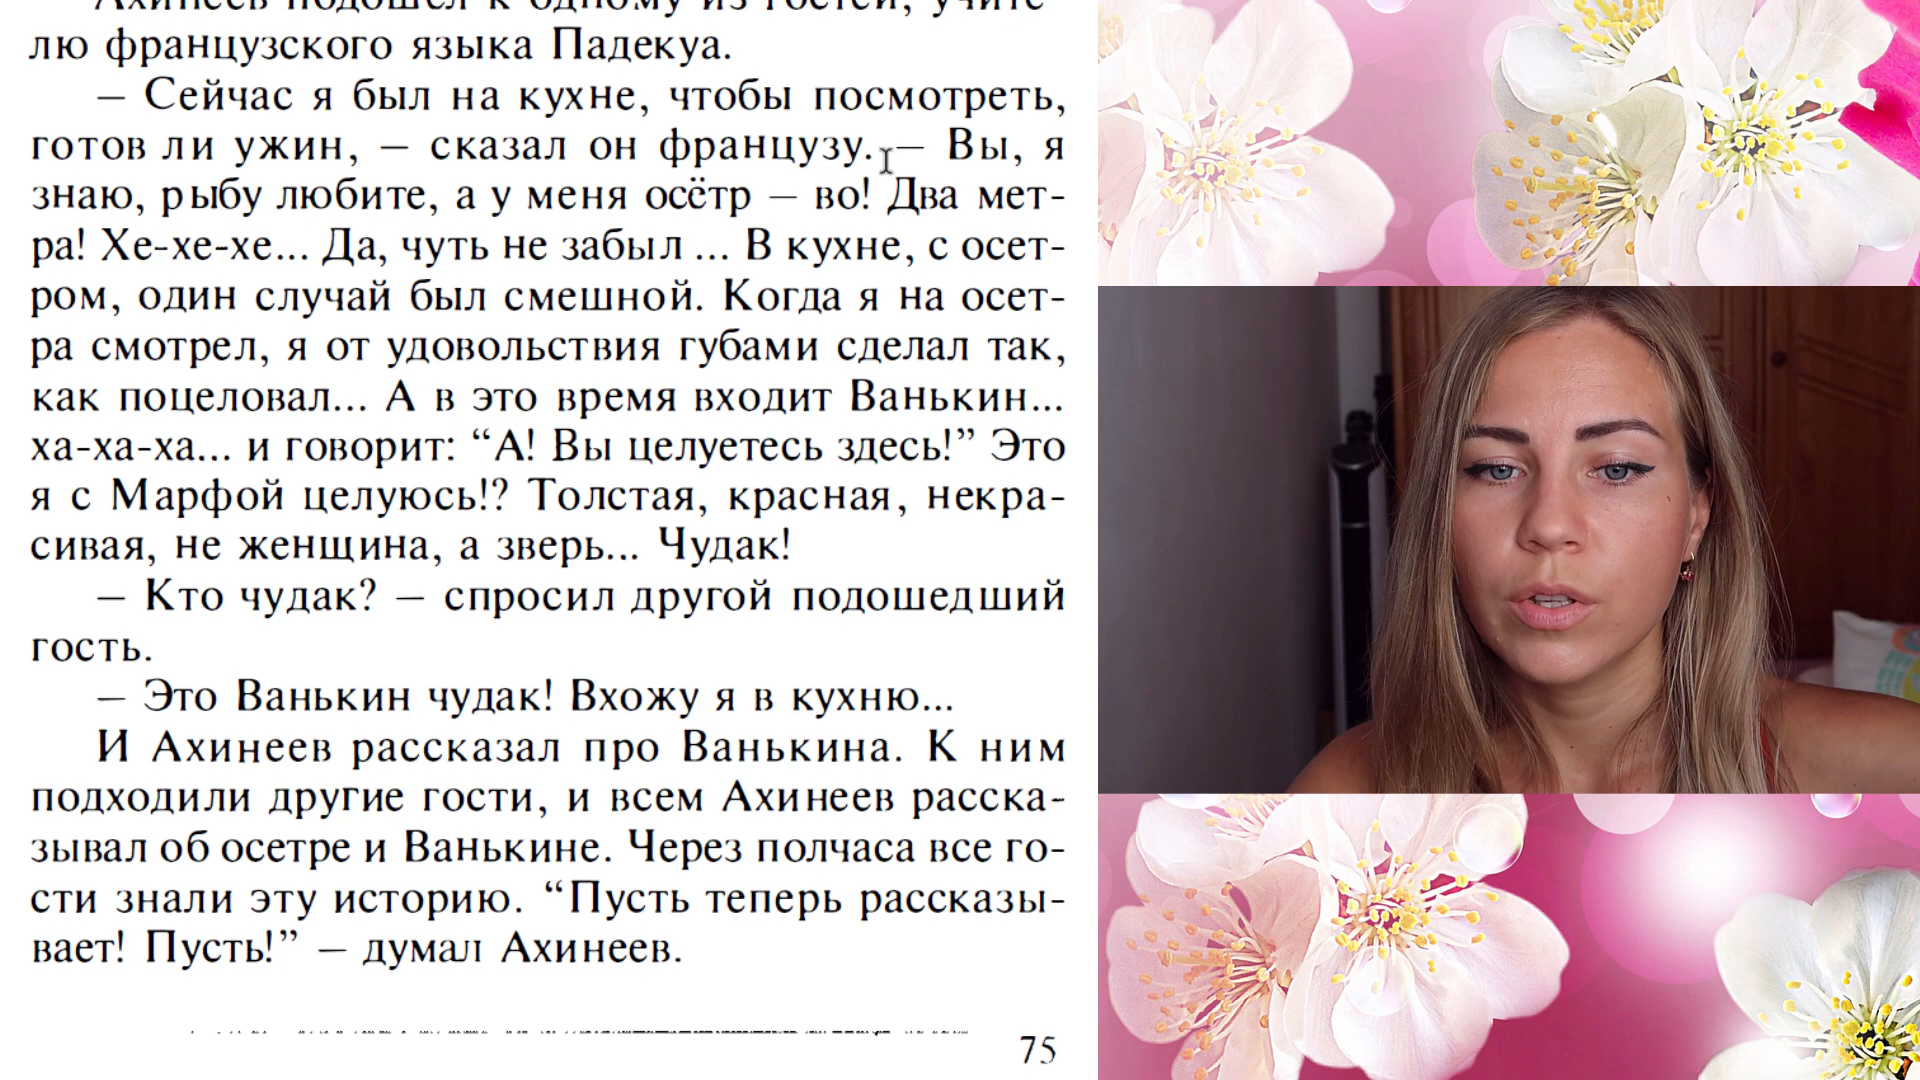 Ахинеев подошел к одному из гостей, учите-
лю французского языка Падекуа.
— Сейчас я был на кухне, чтобы посмотреть,
готов ли ужин, — сказал он французу. — Вы, я
знаю, рыбу любите, а у меня осётр — во! Два мет-
ра! Хе-хе-хе... Да, чуть не забыл ... В кухне, с осет-
ром, один случай был смешной. Когда я на осет-
ра смотрел, я от удовольствия губами сделал так,
как поцеловал... А в это время входит Ванькин...
ха-ха-ха... и говорит: “А! Вы целуетесь здесь!” Это
я с Марфой целуюсь!? Толстая, красная, некра-
сивая, не женщина, а зверь... Чудак!
— Кто чудак? — спросил другой подошедший
гость.
— Это Ванькин чудак! Вхожу я в кухню...
И Ахинеев рассказал про Ванькина. К ним
подходили другие гости, и всем Ахинеев расска-
зывал об осетре и Ванькине. Через полчаса все го-
сти знали эту историю. “Пусть теперь рассказы-
вает! Пусть!” — думал Ахинеев.
75